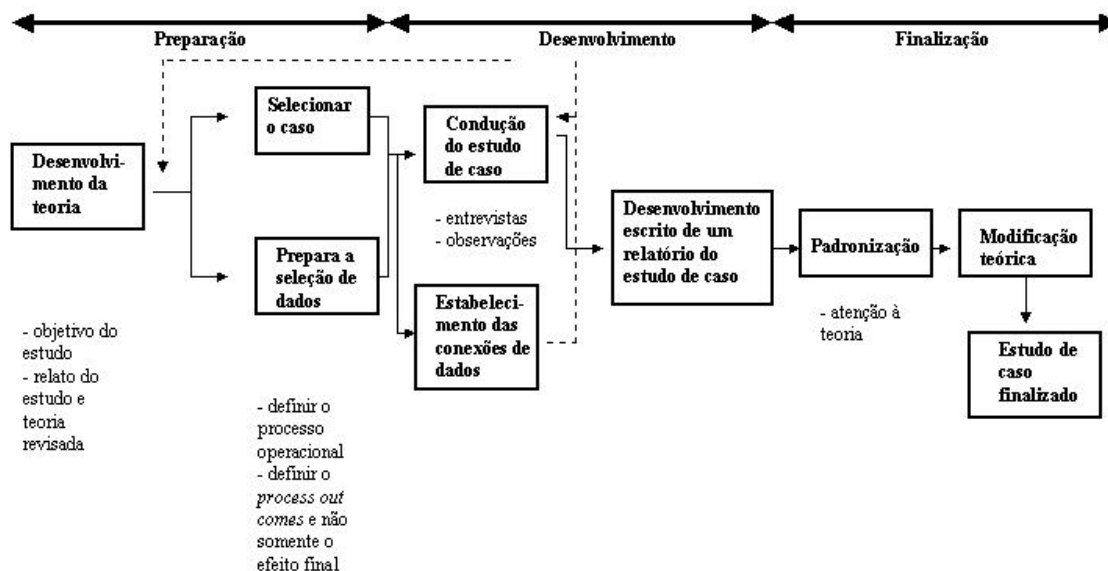 Preparação
Desenvolvimento
Finalização
Desenvolvi-
mento da
teoria
- objetivo do
estudo
- relato do
estudo e
teoria
revisada
Selecionar
o caso
Prepara a
seleção de
dados
- definir o
processo
operacional
- definir o
process out
comes e não
somente o
efeito final
Condução
do estudo
de caso
- entrevistas
- observações
Estabeleci-
mento das
conexões de
dados
Desenvolvimento
escrito de um
relatório do
estudo de caso
Padronização
- atenção à
teoria
Modificação
teórica
Estudo de
caso
finalizado